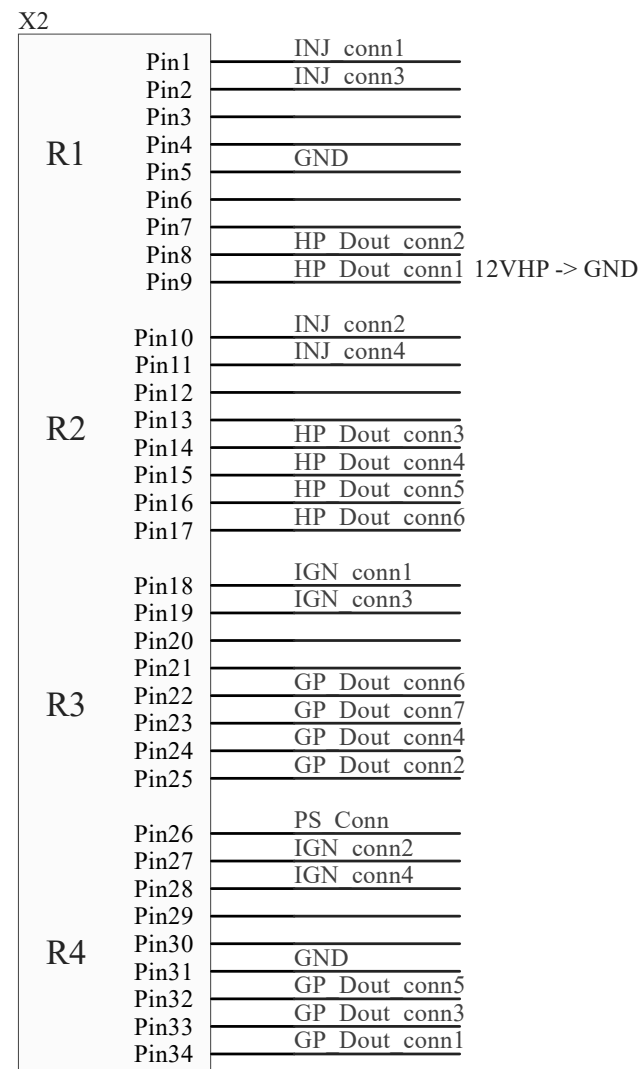 X2
Pin1 INJ_conn1
Pin2 INJ_conn3
Pin3
R1
Pin4
Pin5 GND
Pin6
Pin7
Pin8 HP_Dout_conn2
Pin9 HP_Dout_conn1 12VHP -> GND
Pin10 INJ_conn2
Pin11 INJ_conn4
Pin12
R2
Pin13
Pin14 HP_Dout_conn3
Pin15 HP_Dout_conn4
Pin16 HP_Dout_conn5
Pin17 HP_Dout_conn6
Pin18 IGN_conn1
Pin19 IGN_conn3
Pin20
Pin21
R3
Pin22 GP_Dout_conn6
Pin23 GP_Dout_conn7
Pin24 GP_Dout_conn4
Pin25 GP_Dout_conn2
Pin26 PS_Conn
Pin27 IGN_conn2
Pin28 IGN_conn4
Pin29
Pin30
R4
Pin31 GND
Pin32 GP_Dout_conn5
Pin33 GP_Dout_conn3
Pin34 GP_Dout_conn1